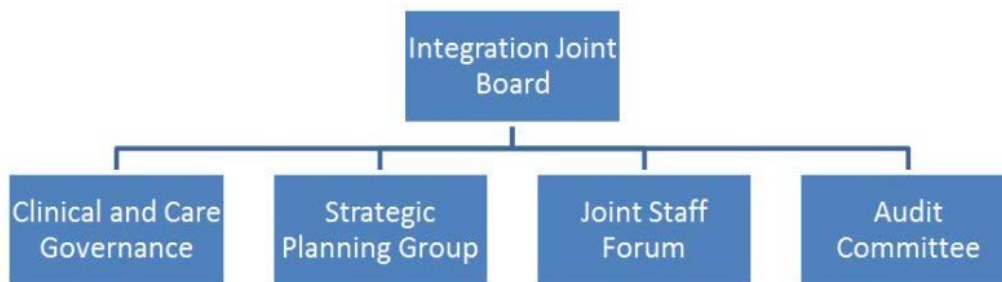 Integration Joint
Board
Clinical and Care
Governance
Strategic
Planning Group
Joint Staff
Forum
Audit
Committee